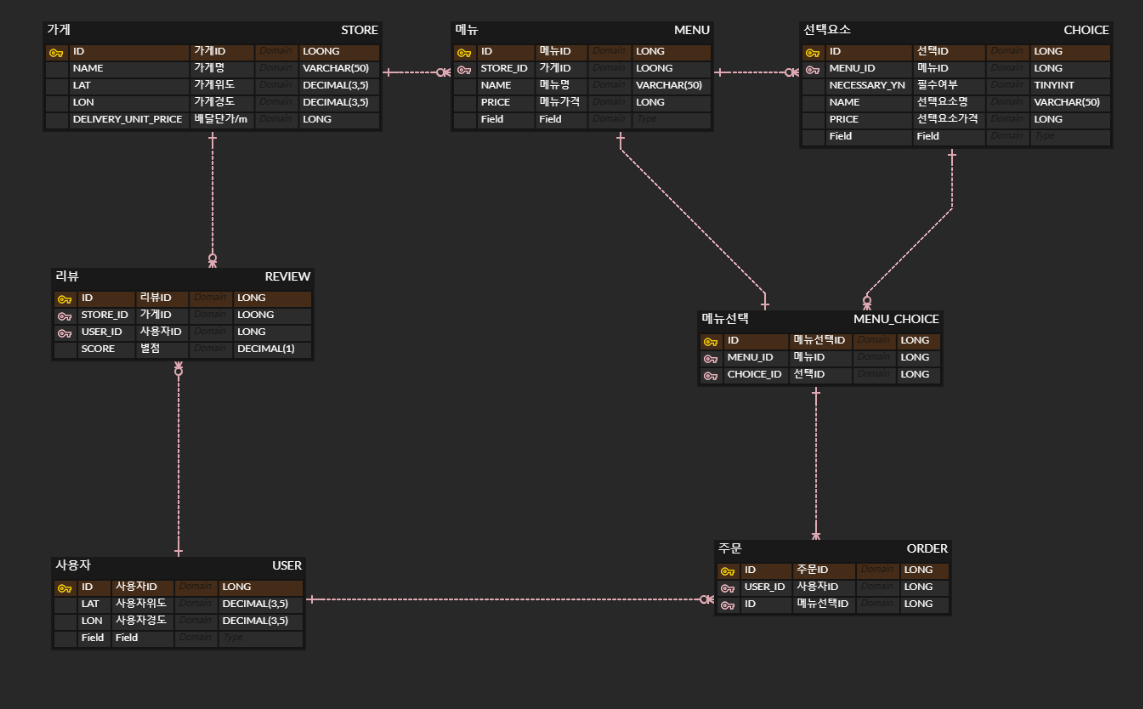 가게 STORE
ID 가게ID Domain LOONG
NAME 가게명 Domain VARCHAR(50)
LAT 가게위도 Domain DECIMAL(3,5)
LON 가게경도 Domain DECIMAL(3,5)
DELIVERY_UNIT_PRICE 배달단가/m Domain LONG
메뉴 MENU
ID 메뉴ID Domain LONG
STORE_ID 가게ID Domain LOONG
NAME 메뉴명 Domain VARCHAR(50)
PRICE 메뉴가격 Domain LONG
Field Field Domain Type
선택요소 CHOICE
ID 선택ID Domain LONG
MENU_ID 메뉴ID Domain LONG
NECESSARY_YN 필수여부 Domain TINYINT
NAME 선택요소명 Domain VARCHAR(50)
PRICE 선택요소가격 Domain LONG
Field Field Domain Type
리뷰 REVIEW
ID 리뷰ID Domain LONG
STORE_ID 가게ID Domain LOONG
USER_ID 사용자ID Domain LONG
SCORE 별점 Domain DECIMAL(1)
메뉴선택 MENU_CHOICE
ID 메뉴선택ID Domain LONG
MENU_ID 메뉴ID Domain LONG
CHOICE_ID 선택ID Domain LONG
사용자 USER
ID 사용자ID Domain LONG
LAT 사용자위도 Domain DECIMAL(3,5)
LON 사용자경도 Domain DECIMAL(3,5)
Field Field Domain Type
주문 ORDER
ID 주문ID Domain LONG
USER_ID 사용자ID Domain LONG
ID 메뉴선택ID Domain LONG